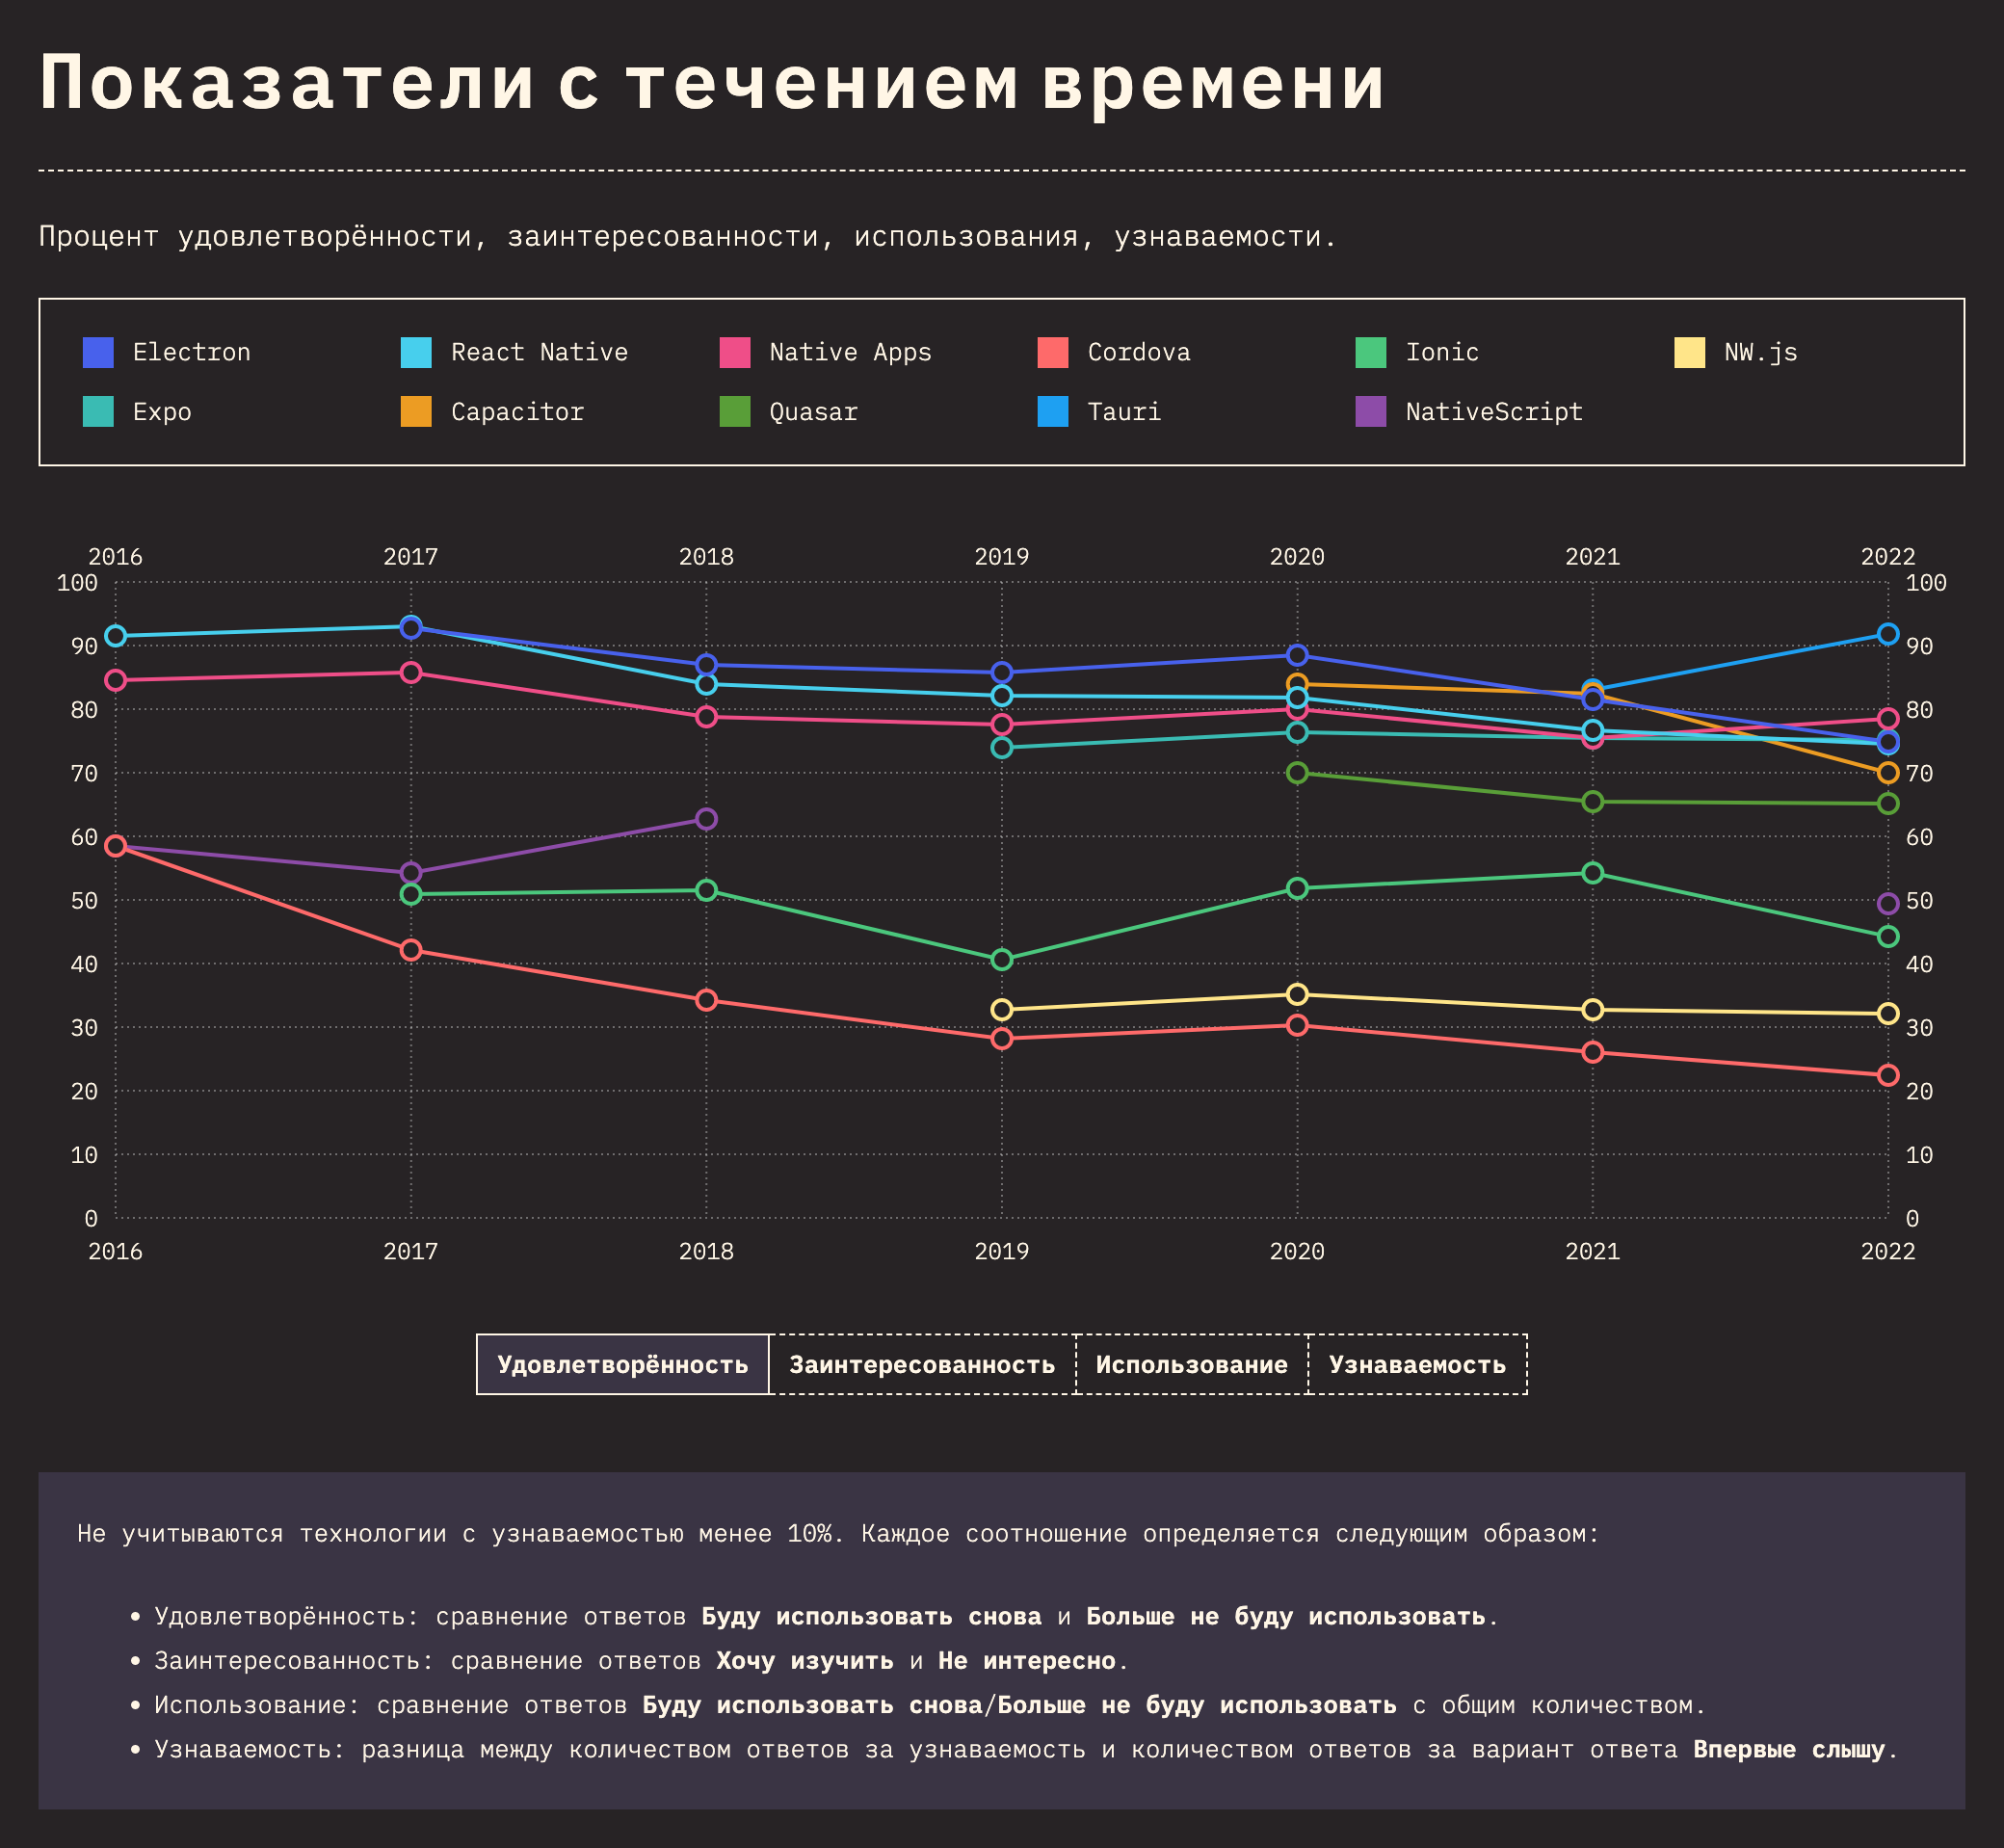 Показатели с течением времени
Процент удовлетворённости, заинтересованности, использования, узнаваемости.
Electron React Native Native Apps Cordova Ionic NW.js
Expo Capacitor Quasar Tauri NativeScript
2016 2017 2018 2019 2020 2021 2022
100 100
90 90
80 80
70 70
60 60
50 50
40 40
30 30
20 20
10 10
0 0
2016 2017 2018 2019 2020 2021 2022
Удовлетворённость Заинтересованность Использование Узнаваемость
Не учитываются технологии с узнаваемостью менее 10%. Каждое соотношение определяется следующим образом:
• Удовлетворённость: сравнение ответов Буду использовать снова и Больше не буду использовать.
• Заинтересованность: сравнение ответов Хочу изучить и Не интересно.
• Использование: сравнение ответов Буду использовать снова/Больше не буду использовать с общим количеством.
• Узнаваемость: разница между количеством ответов за узнаваемость и количеством ответов за вариант ответа Впервые слышу.